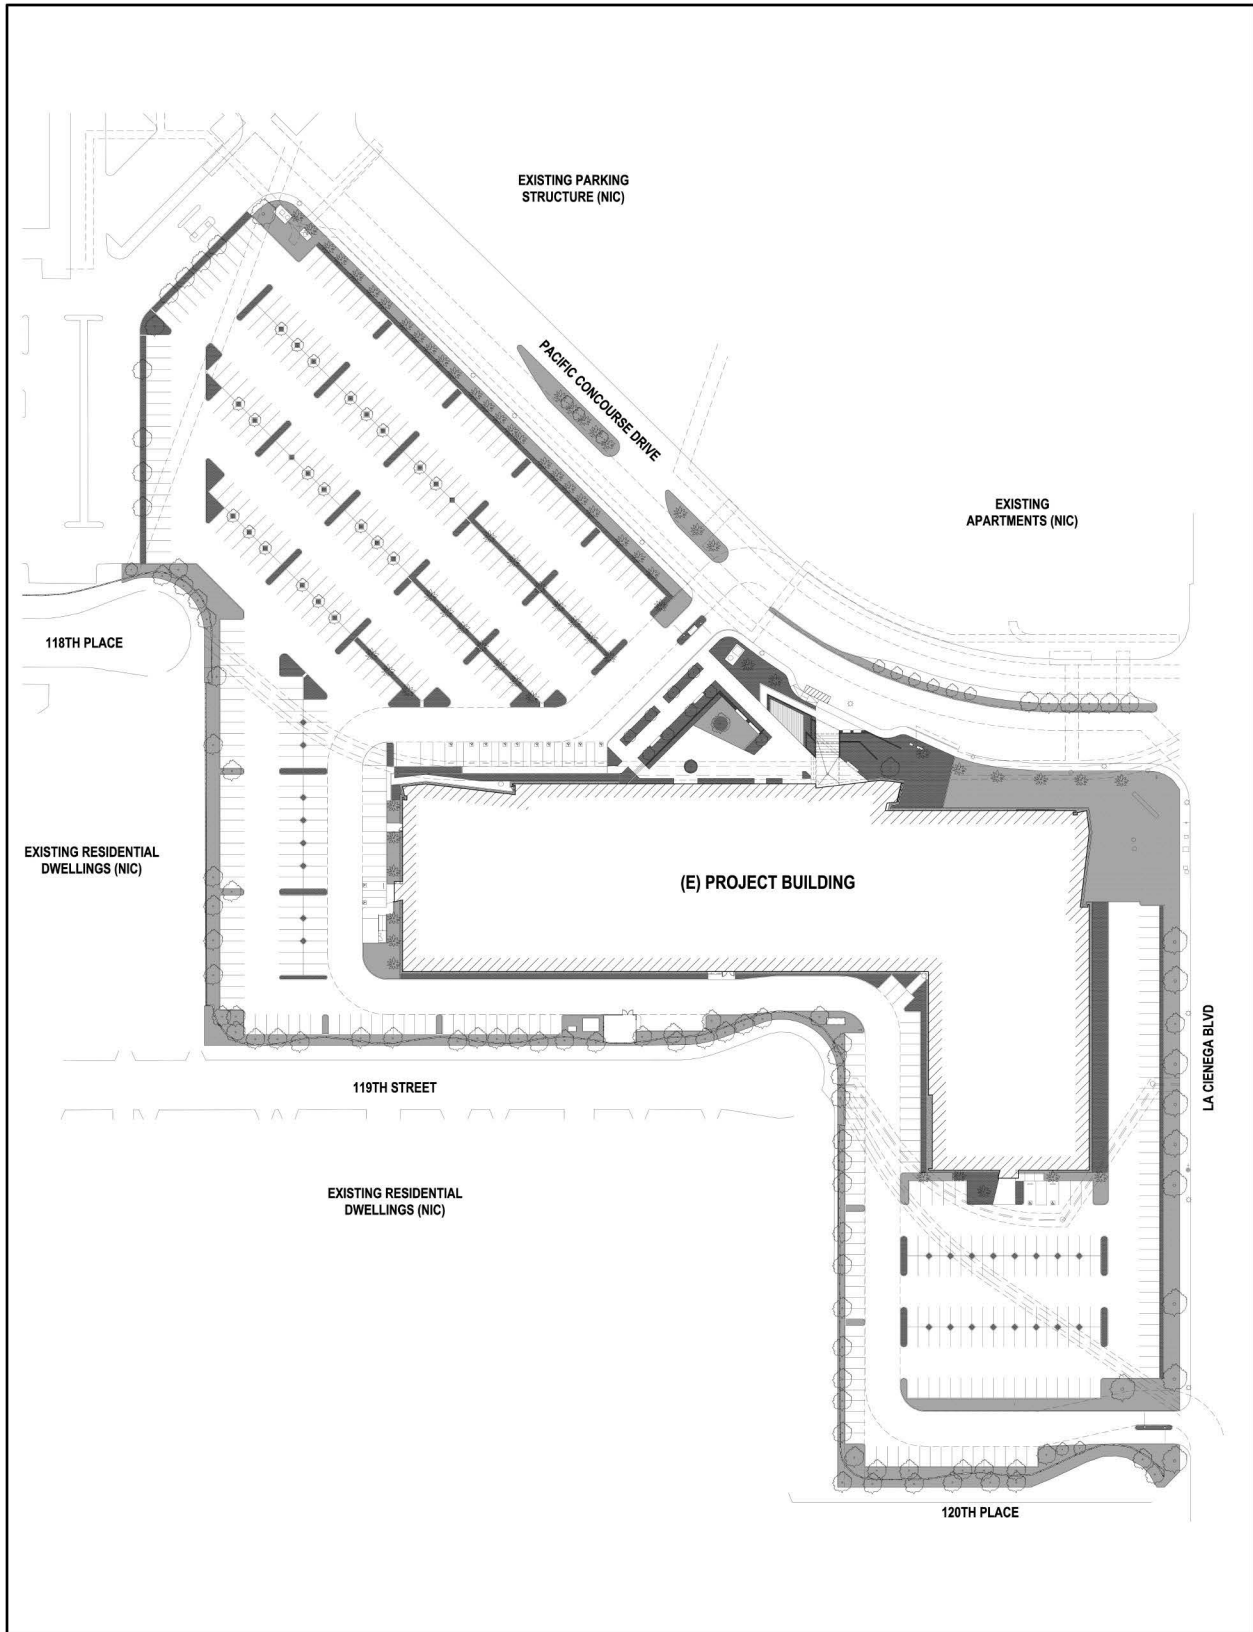 EXISTING PARKING
STRUCTURE (NIC)
PACIFIC CONCOURSE DRIVE
EXISTING
APARTMENTS (NIC)
118TH PLACE
EXISTING RESIDENTIAL
DWELLINGS (NIC)
(E) PROJECT BUILDING
LA CIENEGA BLVD
119TH STREET
EXISTING RESIDENTIAL
DWELLINGS (NIC)
120TH PLACE